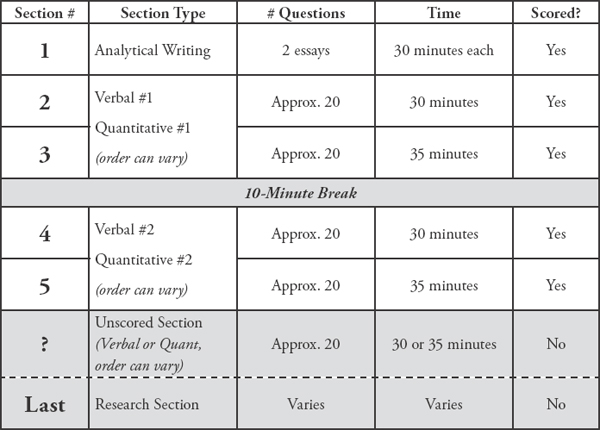 Section # Section Type # Questions Time Scored?
1 Analytical Writing 2 essays 30 minutes each Yes
2 Verbal #1 Approx. 20 30 minutes Yes
Quantitative #1
3 (order can vary) Approx. 20 35 minutes Yes
10-Minute Break
4 Verbal #2 Approx. 20 30 minutes Yes
Quantitative #2
5 (order can vary) Approx. 20 35 minutes Yes
Unscored Section
? (Verbal or Quant, Approx. 20 30 or 35 minutes No
order can vary)
Last Research Section Varies Varies No